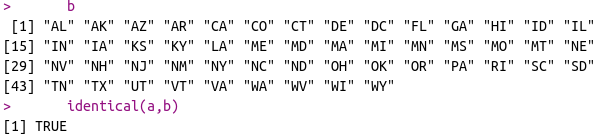 >      b
 [1] "AL" "AK" "AZ" "AR" "CA" "CO" "CT" "DE" "DC" "FL" "GA" "HI" "ID" "IL"
[15] "IN" "IA" "KS" "KY" "LA" "ME" "MD" "MA" "MI" "MN" "MS" "MO" "MT" "NE"
[29] "NV" "NH" "NJ" "NM" "NY" "NC" "ND" "OH" "OK" "OR" "PA" "RI" "SC" "SD"
[43] "TN" "TX" "UT" "VT" "VA" "WA" "WV" "WI" "WY"
>      identical(a,b)
[1] TRUE